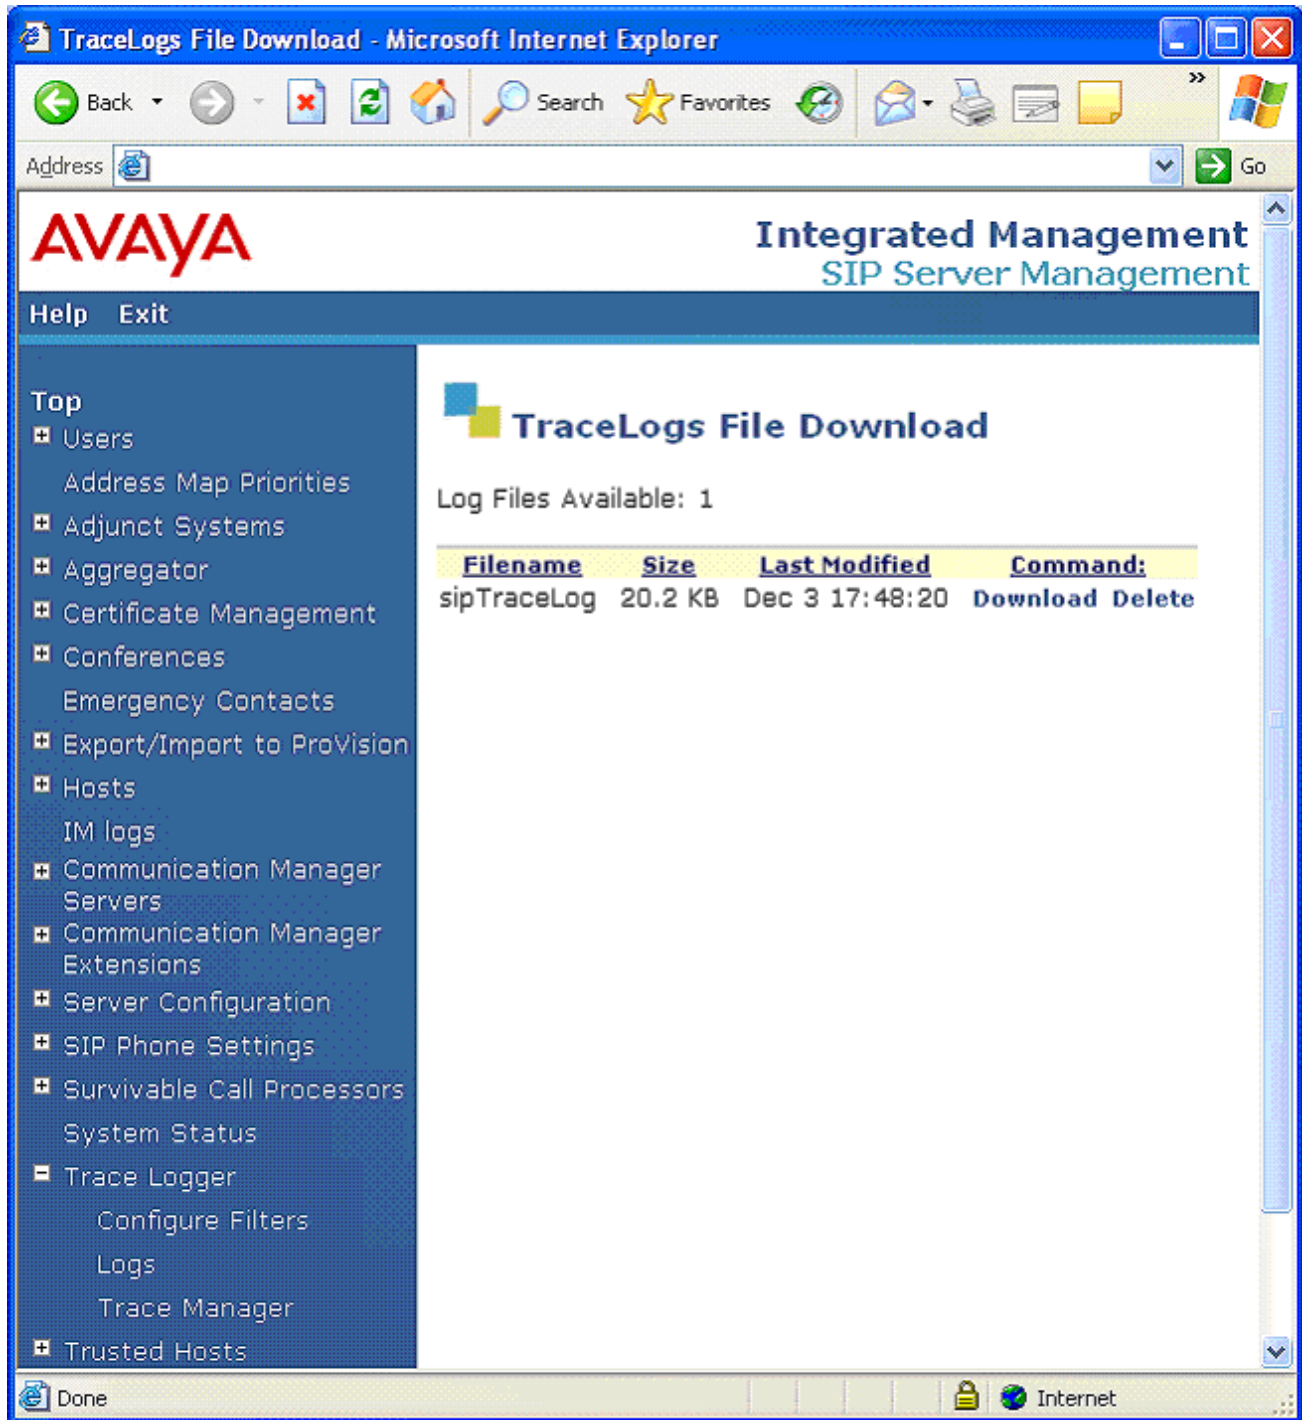 TraceLogs File Download - Microsoft Internet Explorer
Back Search Favorites »
Address Go
AVAYA
Integrated Management
SIP Server Management
Help Exit
Top
Users
Address Map Priorities
Adjunct Systems
Aggregator
Certificate Management
Conferences
Emergency Contacts
Export/Import to ProVision
Hosts
IM logs
Communication Manager
Servers
Communication Manager
Extensions
Server Configuration
SIP Phone Settings
Survivable Call Processors
System Status
Trace Logger
Configure Filters
Logs
Trace Manager
Trusted Hosts
TraceLogs File Download
Log Files Available: 1
Filename Size Last Modified Command:
sipTraceLog 20.2 KB Dec 3 17:48:20 Download Delete
Done Internet